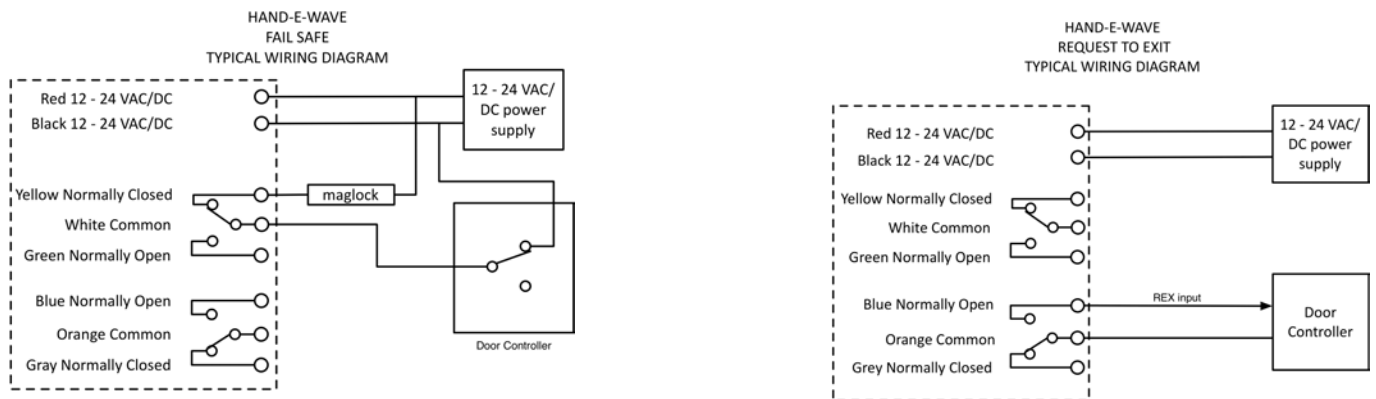 HAND-E-WAVE
FAIL SAFE
TYPICAL WIRING DIAGRAM
Red 12 - 24 VAC/DC
Black 12 - 24 VAC/DC
12 - 24 VAC/
DC power
supply
Yellow Normally Closed
maglock
White Common
Green Normally Open
Blue Normally Open
Orange Common
Gray Normally Closed
Door Controller
HAND-E-WAVE
REQUEST TO EXIT
TYPICAL WIRING DIAGRAM
Red 12 - 24 VAC/DC
Black 12 - 24 VAC/DC
12 - 24 VAC/
DC power
supply
Yellow Normally Closed
White Common
Green Normally Open
Blue Normally Open
REX input
Orange Common
Grey Normally Closed
Door
Controller